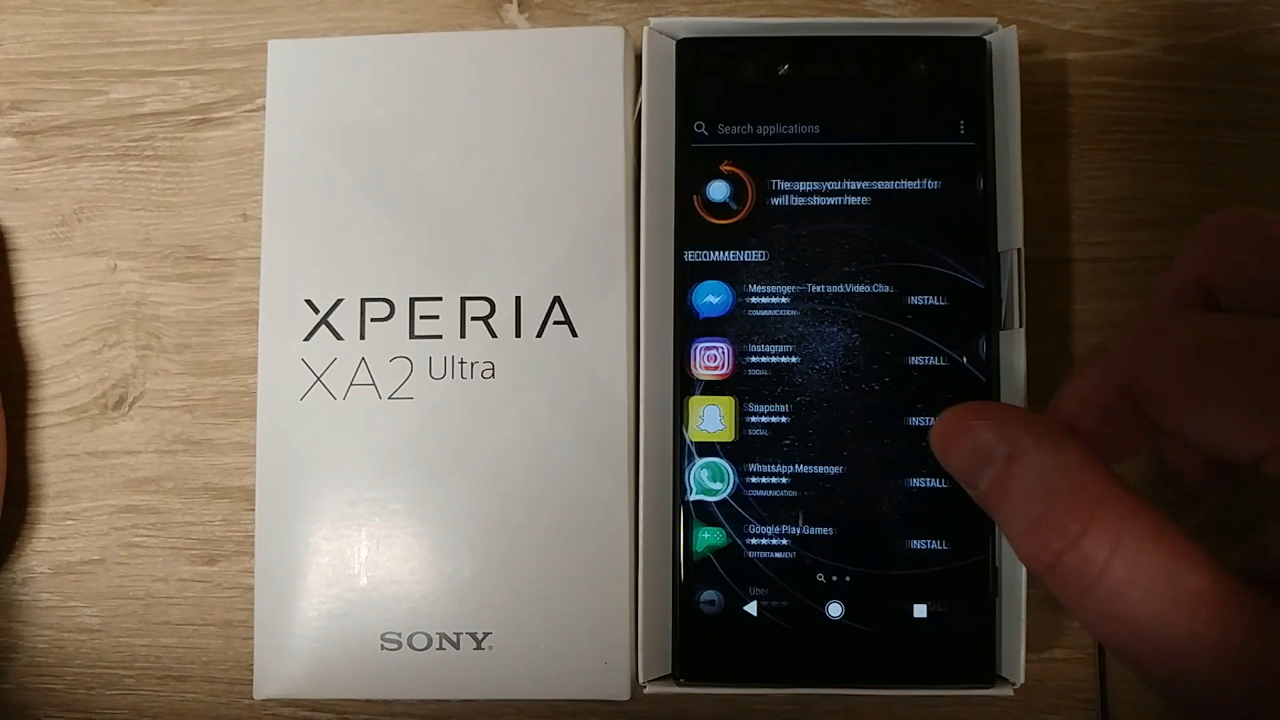 XPERIA
XA2 Ultra
SONY
Search applications
The apps you have searched for
will be shown here
RECOMMENDED
Messenger – Text and Video Cha...
COMMUNICATION
INSTALL
Instagram
SOCIAL
INSTALL
Snapchat
SOCIAL
INSTAL
WhatsApp Messenger
COMMUNICATION
INSTALL
Google Play Games
ENTERTAINMENT
INSTALL
Uber